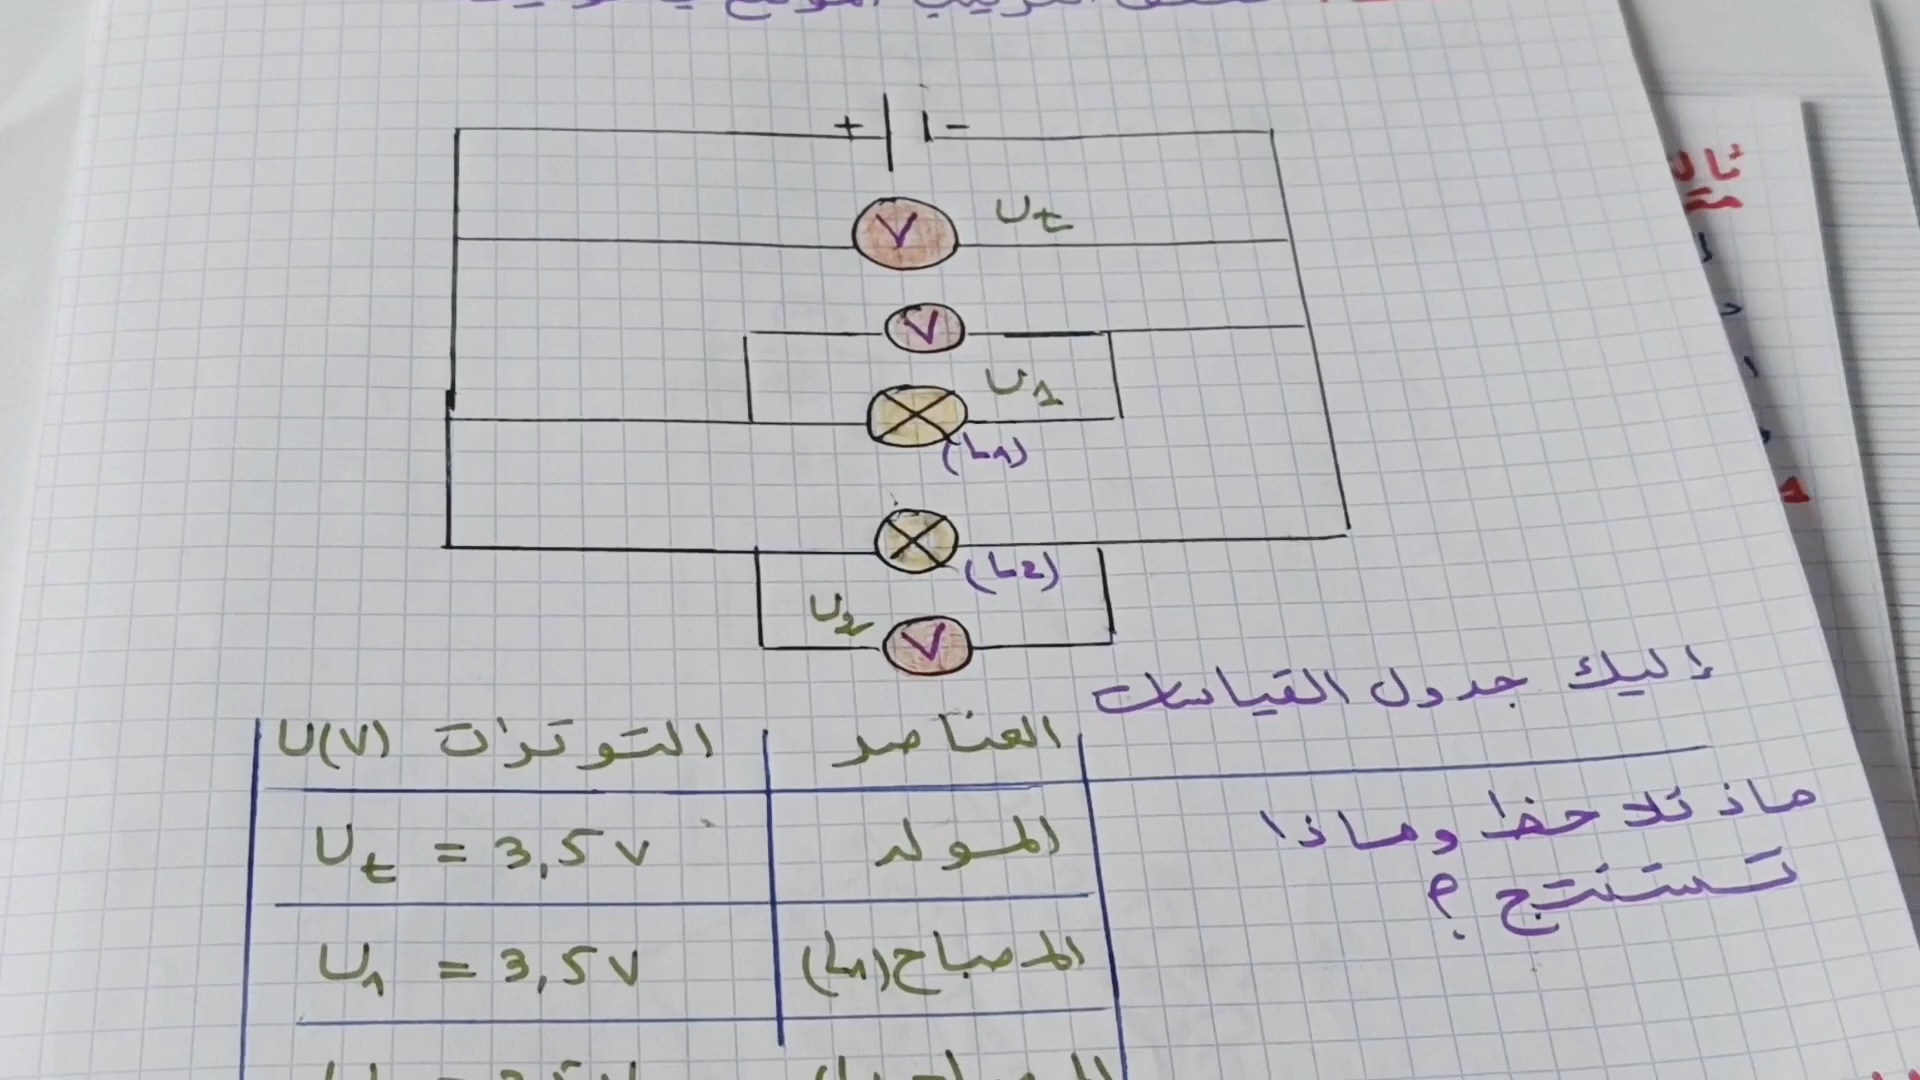 + -
V Ut
V
U1
(L1)
(L2)
U2
V
إليك جدول القياسات
العناصر التوترات U(V)
ماذ تلاحظ وماذا
تستنتج ؟
المولد Ut = 3,5 V
المصباح (L1) U1 = 3,5 V